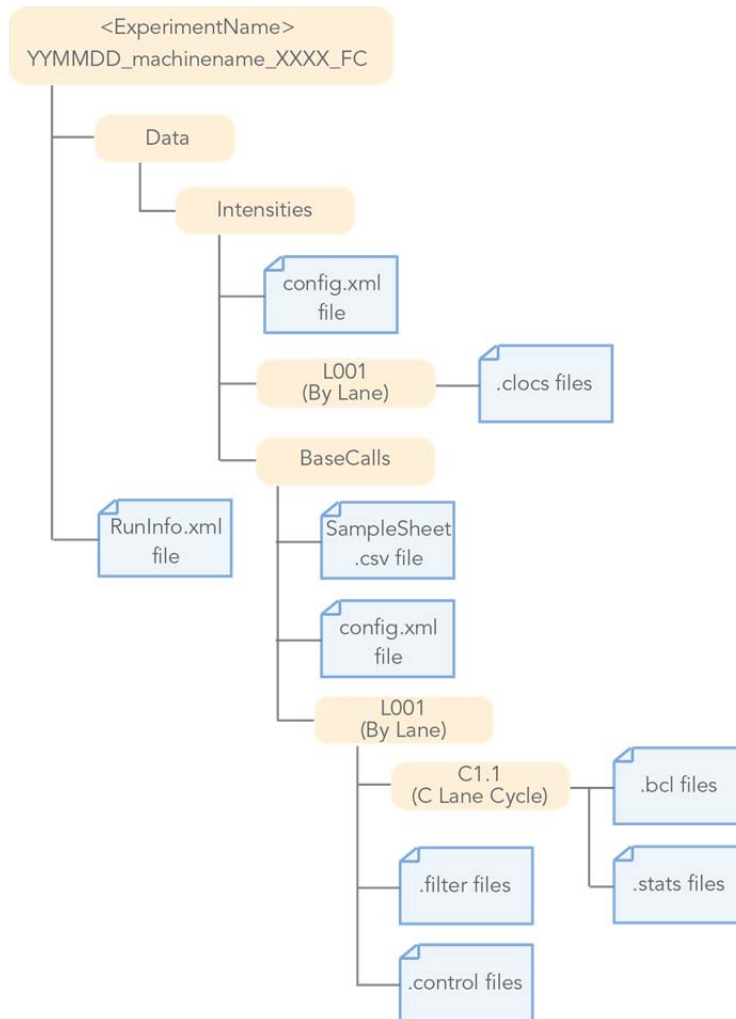 <ExperimentName>
YYMMDD_machinename_XXXX_FC
Data
Intensities
config.xml
file
L001
(By Lane)
.clocs files
BaseCalls
RunInfo.xml
file
SampleSheet
.csv file
config.xml
file
L001
(By Lane)
C1.1
(C Lane Cycle)
.bcl files
.filter files
.stats files
.control files